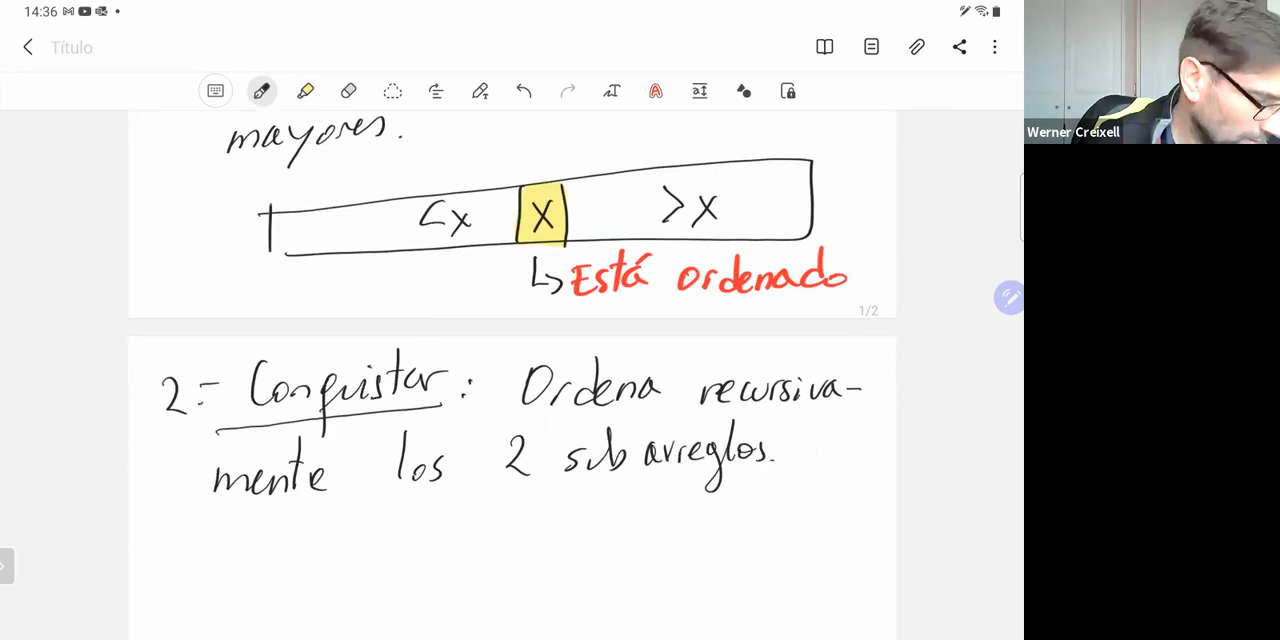 14:36
Título
Werner Creixell
mayores.
<x x >x
↳ Está ordenado
1/2
2.- Conquistar: Ordena recursiva-
mente los 2 subarreglos.